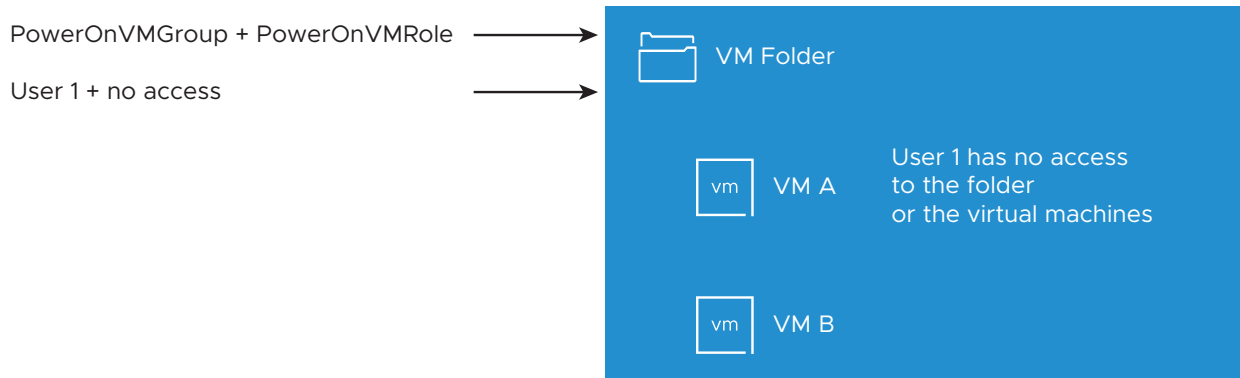 PowerOnVMGroup + PowerOnVMRole
User 1 + no access
VM Folder
vm
VM A
User 1 has no access
to the folder
or the virtual machines
vm
VM B